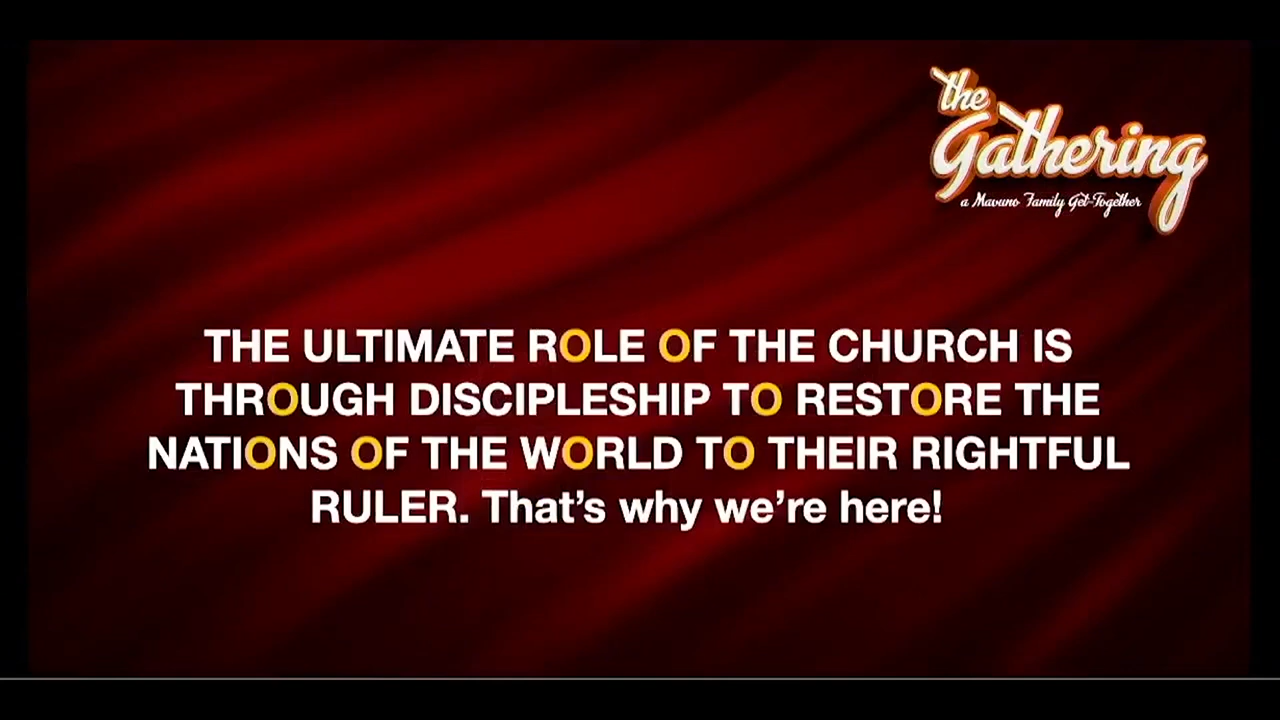 the
Gathering
a Mavuno Family Get-Together
THE ULTIMATE ROLE OF THE CHURCH IS
THROUGH DISCIPLESHIP TO RESTORE THE
NATIONS OF THE WORLD TO THEIR RIGHTFUL
RULER. That's why we're here!